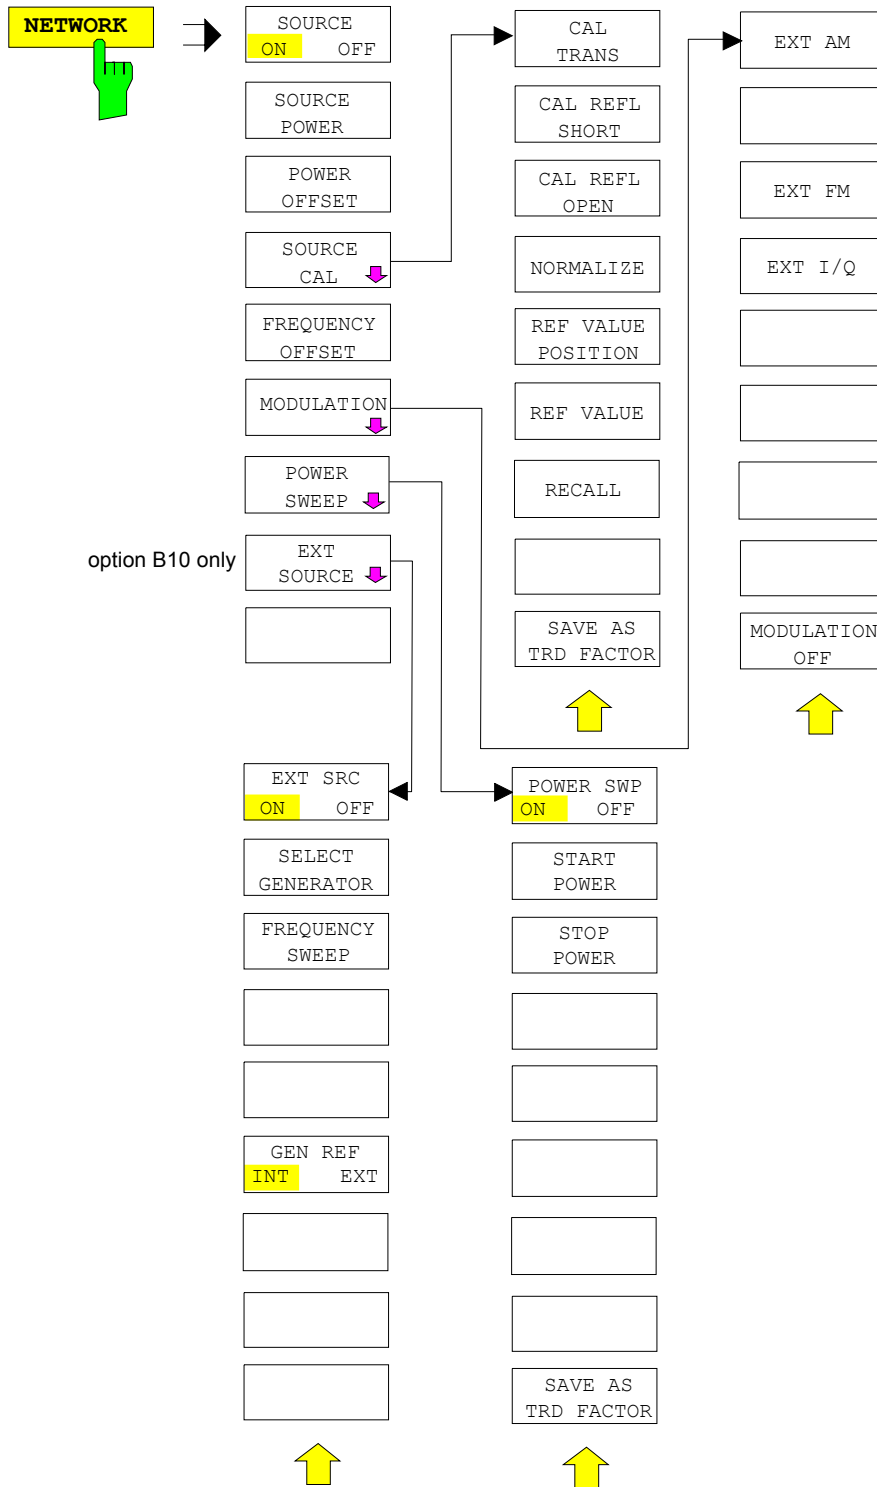 NETWORK
SOURCE
ON OFF
SOURCE
POWER
POWER
OFFSET
SOURCE
CAL
FREQUENCY
OFFSET
MODULATION
POWER
SWEEP
option B10 only
EXT
SOURCE
CAL
TRANS
CAL REFL
SHORT
CAL REFL
OPEN
NORMALIZE
REF VALUE
POSITION
REF VALUE
RECALL
SAVE AS
TRD FACTOR
EXT AM
EXT FM
EXT I/Q
MODULATION
OFF
EXT SRC
ON OFF
SELECT
GENERATOR
FREQUENCY
SWEEP
GEN REF
INT EXT
POWER SWP
ON OFF
START
POWER
STOP
POWER
SAVE AS
TRD FACTOR